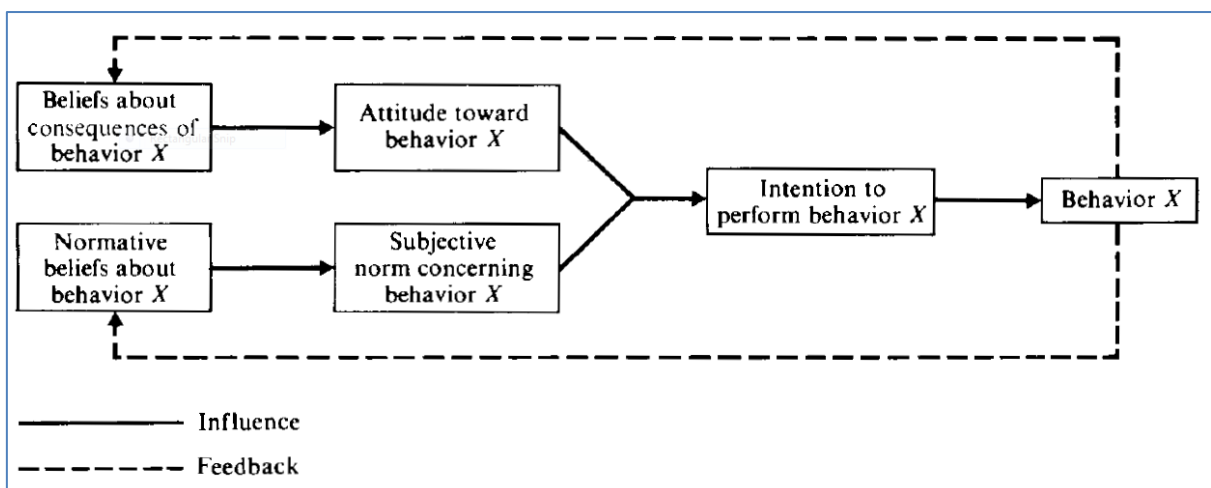 Beliefs about
consequences of
behavior X
Attitude toward
behavior X
Intention to
perform behavior X
Behavior X
Normative
beliefs about
behavior X
Subjective
norm concerning
behavior X
Influence
Feedback